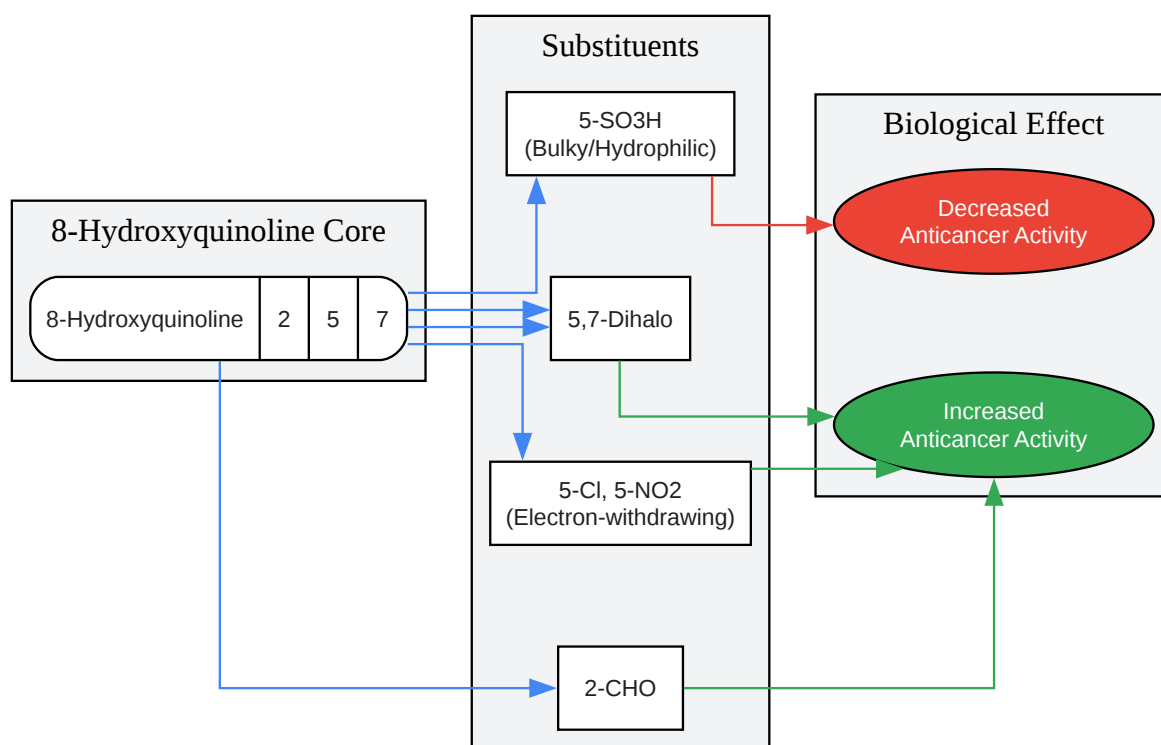 8-Hydroxyquinoline Core
8-Hydroxyquinoline
2
5
7
Substituents
5-SO3H
(Bulky/Hydrophilic)
5,7-Dihalo
5-Cl, 5-NO2
(Electron-withdrawing)
2-CHO
Biological Effect
Decreased
Anticancer Activity
Increased
Anticancer Activity